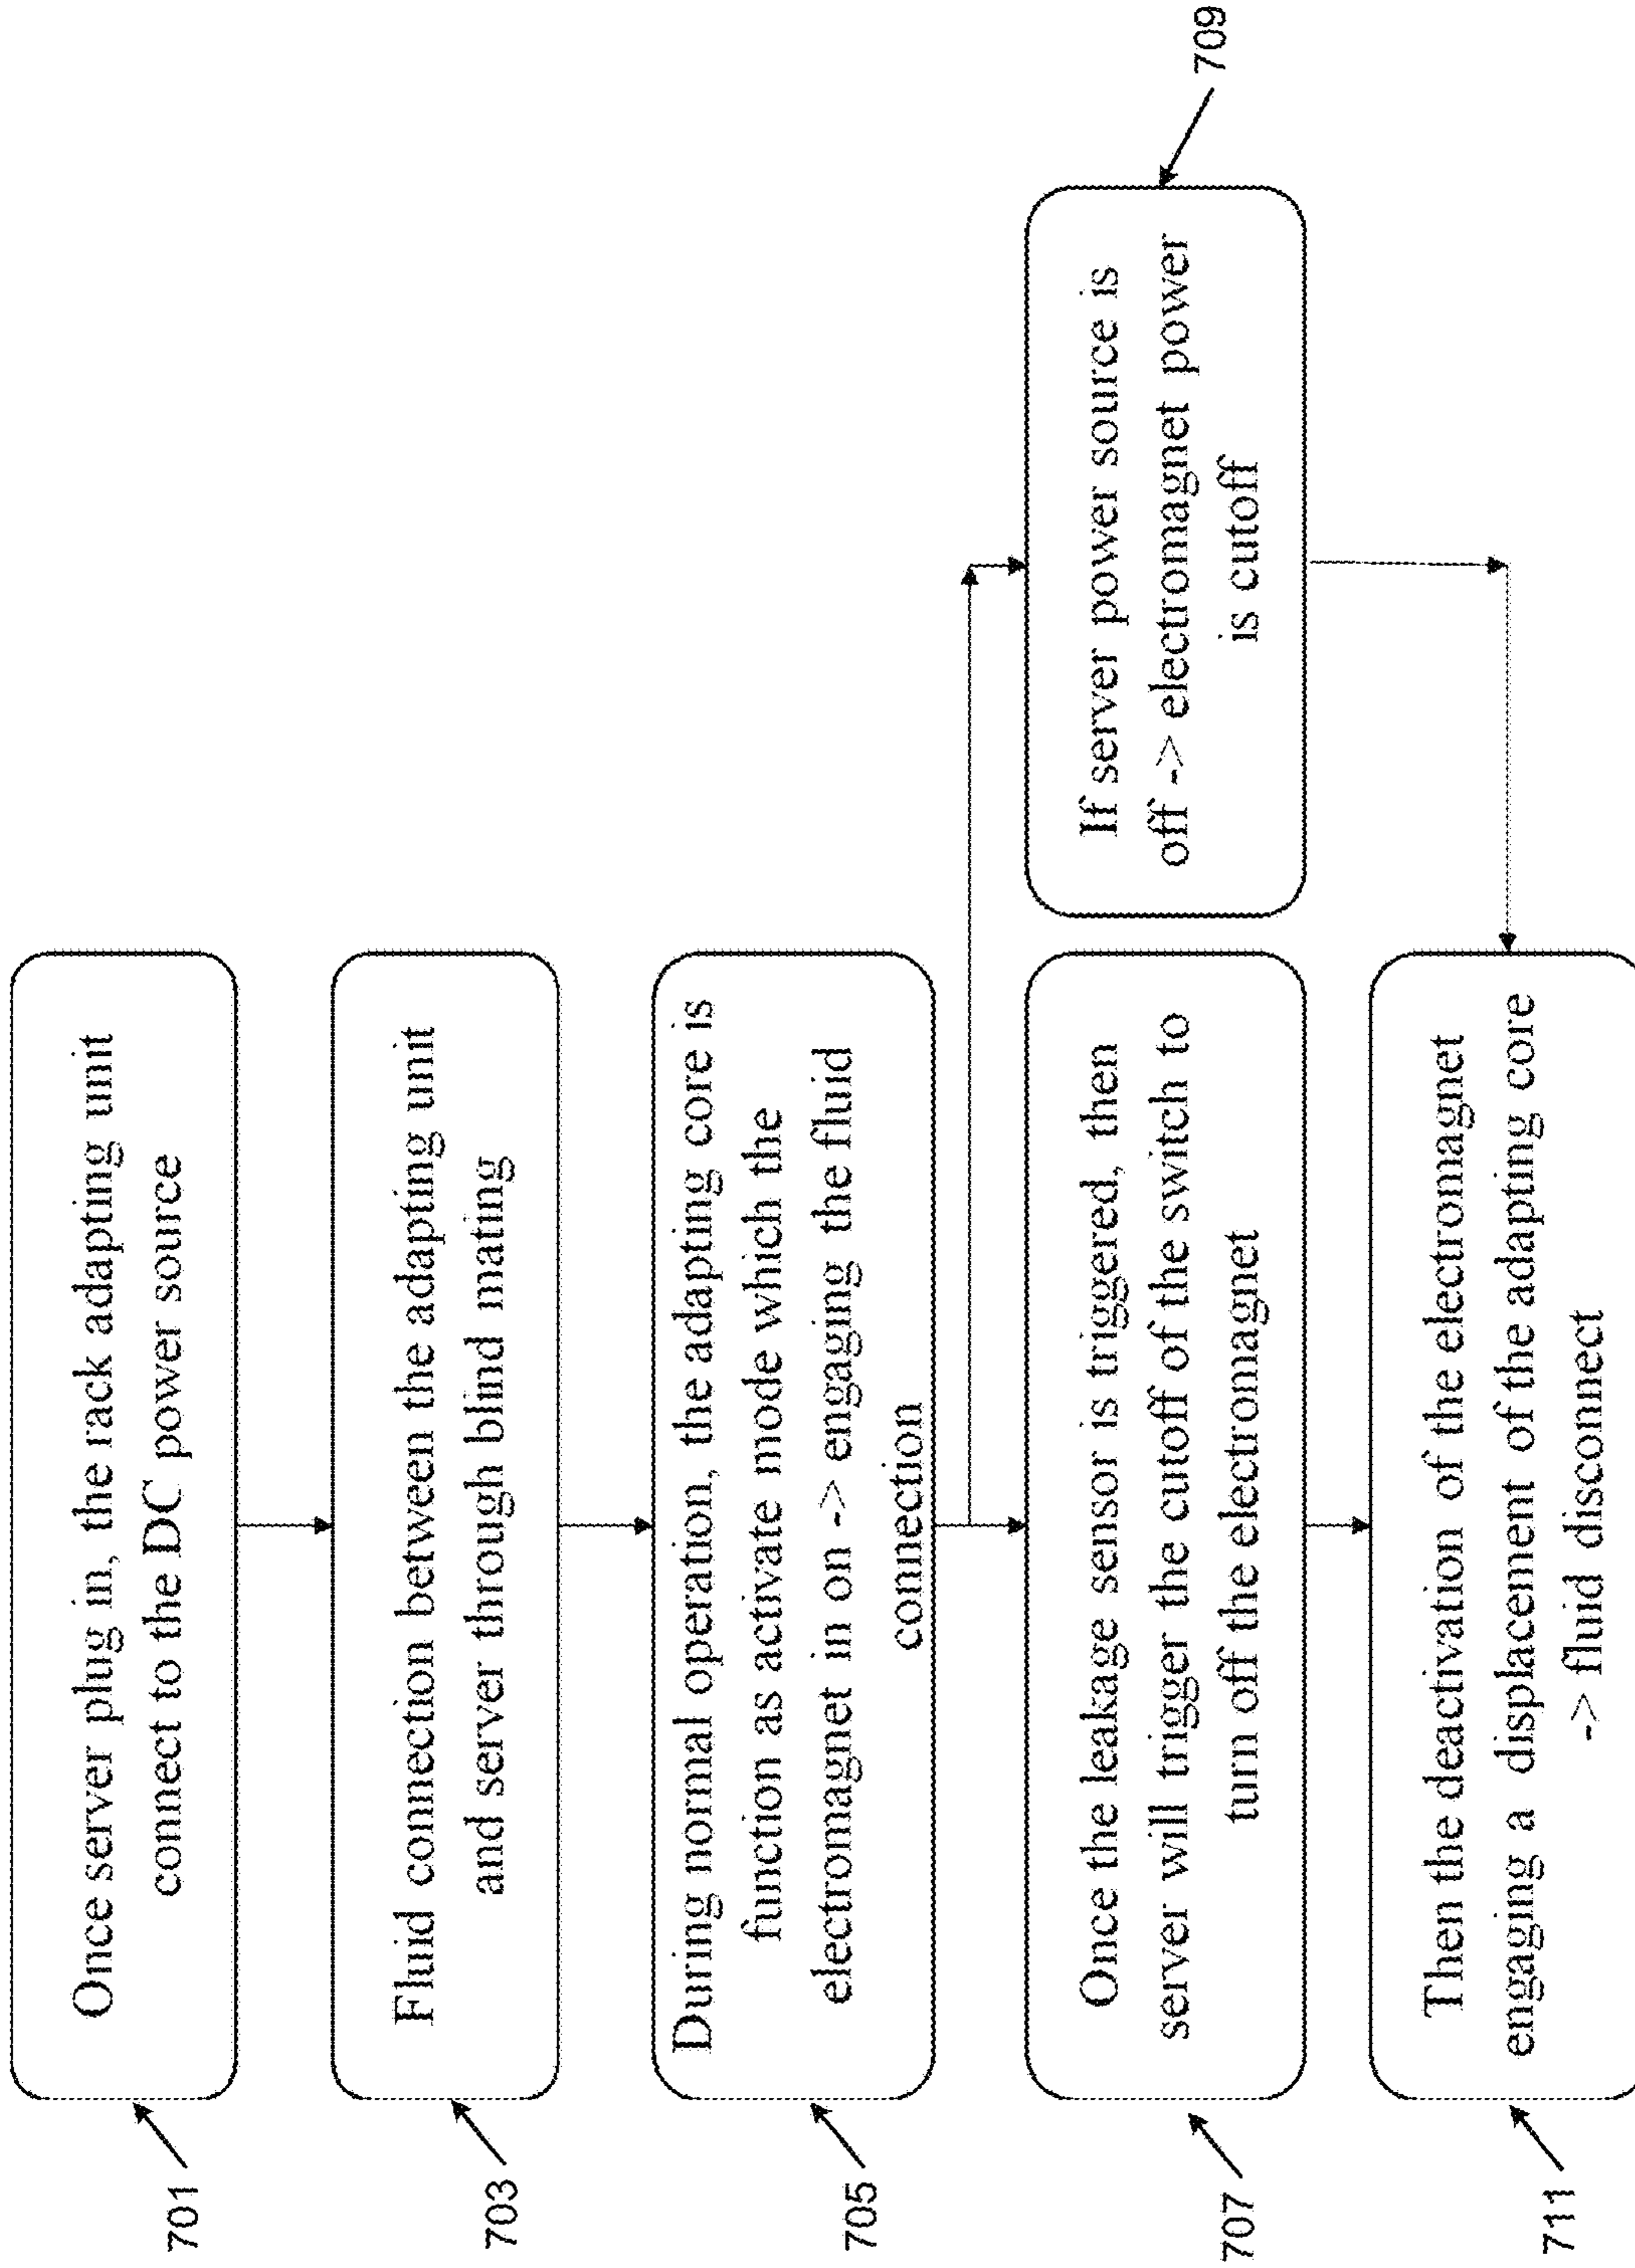 701
Once server plug in, the rack adapting unit
connect to the DC power source
703
Fluid connection between the adapting unit
and server through blind mating
705
During normal operation, the adapting core is
function as activate mode which the
electromagnet in on -> engaging the fluid
connection
707
Once the leakage sensor is triggered, then
server will trigger the cutoff of the switch to
turn off the electromagnet
709
If server power source is
off -> electromagnet power
is cutoff
711
Then the deactivation of the electromagnet
engaging a displacement of the adapting core
-> fluid disconnect